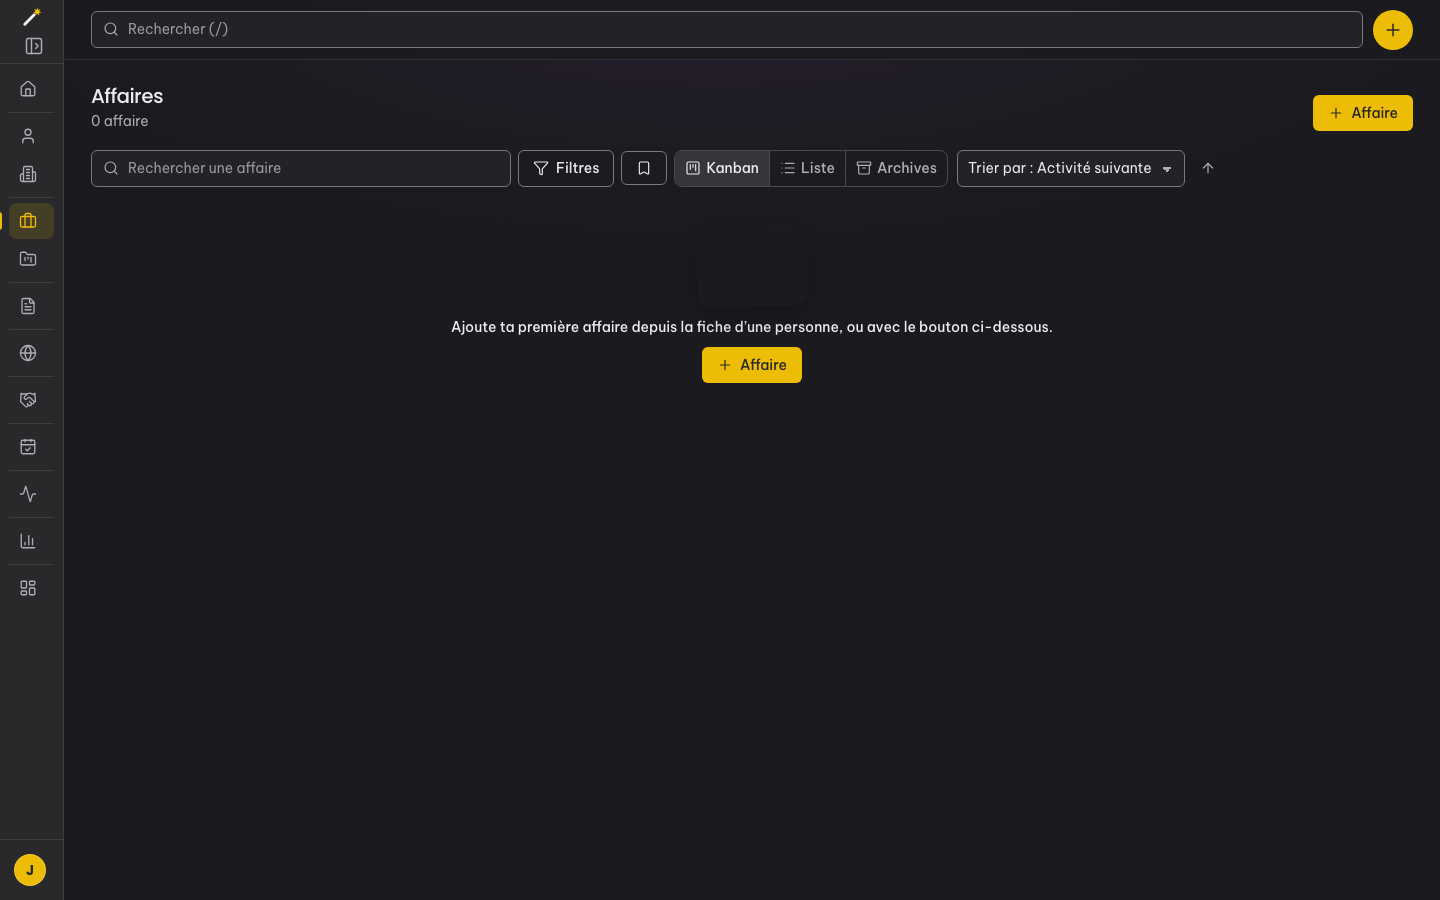 Rechercher (/)
Affaires
0 affaire
Affaire
Rechercher une affaire
Filtres
Kanban
Liste
Archives
Trier par : Activité suivante
Ajoute ta première affaire depuis la fiche d’une personne, ou avec le bouton ci-dessous.
Affaire
J